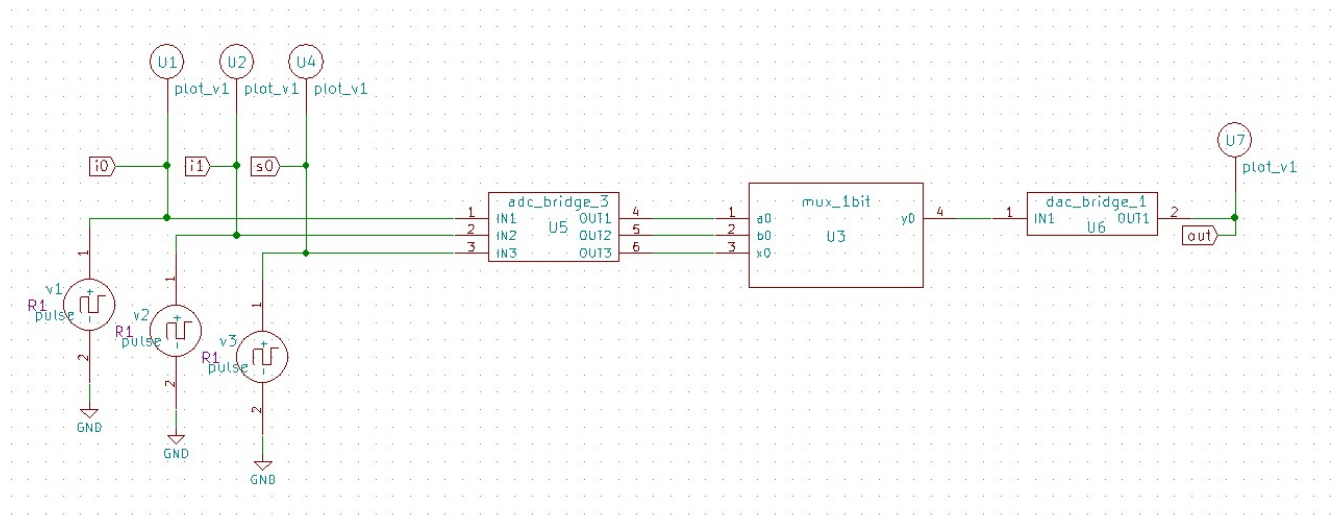 U1
U2
U4
plot_v1
plot_v1
plot_v1
U7
plot_v1
i0
i1
s0
adc_bridge_3
U5
1 IN1 OUT1 4
2 IN2 OUT2 5
3 IN3 OUT3 6
mux_1bit
U3
1 a0 y0 4
2 b0
3 x0
dac_bridge_1
1 IN1 OUT1 2
U6
out
1
v1
R1
pulse
+
-
2
GND
1
v2
R1
pulse
+
-
2
GND
1
v3
R1
pulse
+
-
2
GND